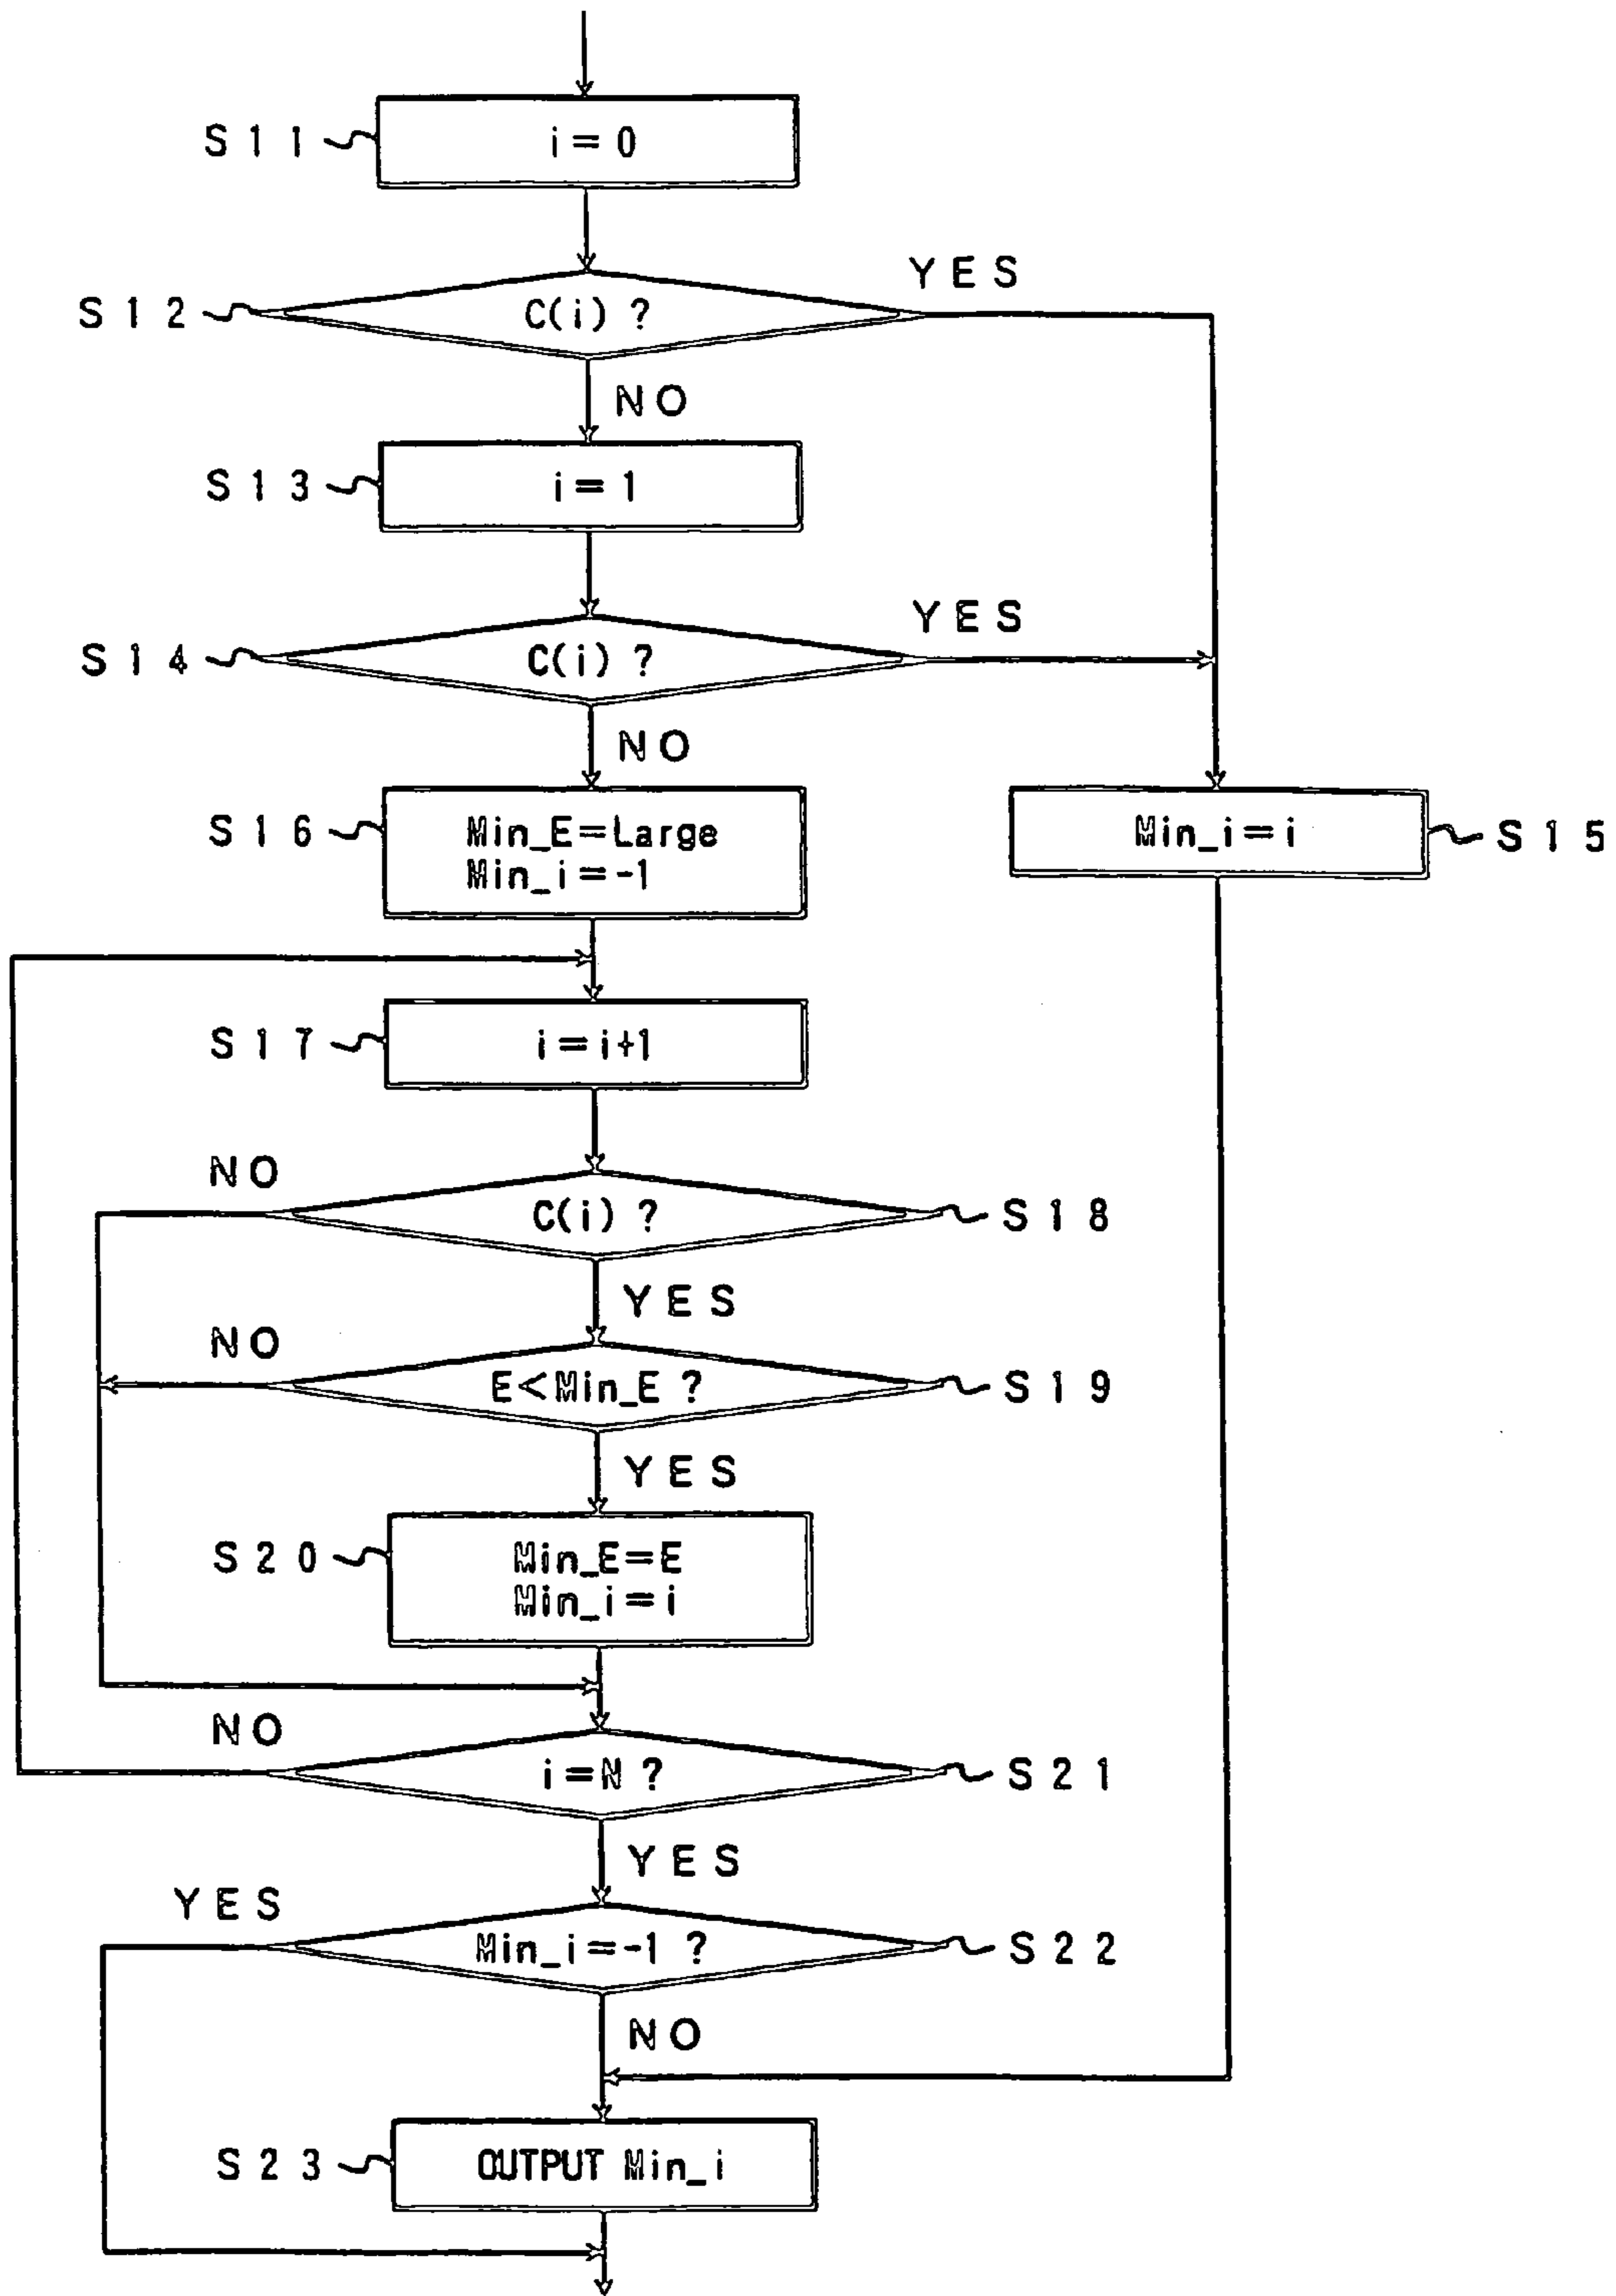 S11
i=0
YES
S12
C(i) ?
NO
S13
i=1
YES
S14
C(i) ?
NO
S16
Min_E=Large
Min_i=-1
Min_i=i
S15
S17
i=i+1
NO
C(i) ?
S18
YES
NO
E<Min_E ?
S19
YES
S20
Min_E=E
Min_i=i
NO
i=N ?
S21
YES
YES
Min_i=-1 ?
S22
NO
S23
OUTPUT Min_i